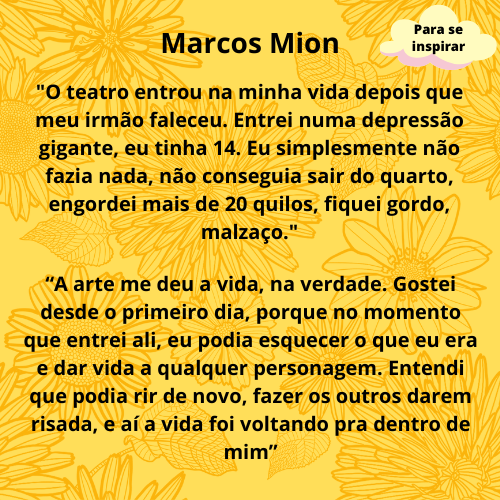 Para se
inspirar
Marcos Mion
"O teatro entrou na minha vida depois que
meu irmão faleceu. Entrei numa depressão
gigante, eu tinha 14. Eu simplesmente não
fazia nada, não conseguia sair do quarto,
engordei mais de 20 quilos, fiquei gordo,
malzaço."
“A arte me deu a vida, na verdade. Gostei
desde o primeiro dia, porque no momento
que entrei ali, eu podia esquecer o que eu era
e dar vida a qualquer personagem. Entendi
que podia rir de novo, fazer os outros darem
risada, e aí a vida foi voltando pra dentro de
mim”